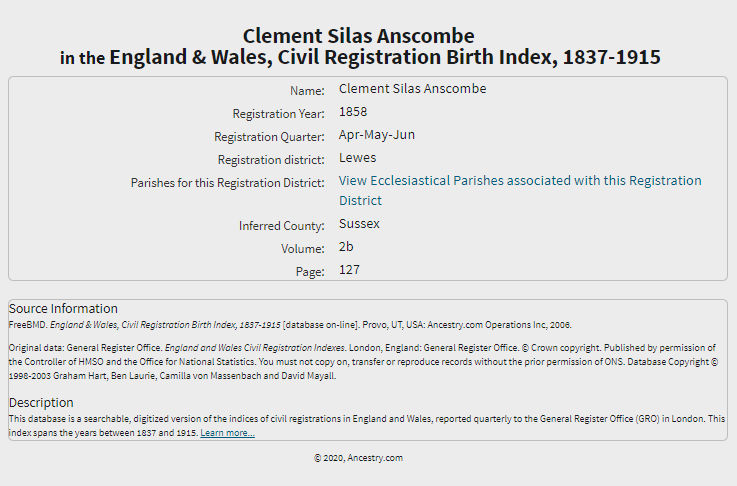 Clement Silas Anscombe
in the England & Wales, Civil Registration Birth Index, 1837-1915
Name: Clement Silas Anscombe
Registration Year: 1858
Registration Quarter: Apr-May-Jun
Registration district: Lewes
Parishes for this Registration District: View Ecclesiastical Parishes associated with this Registration
District
Inferred County: Sussex
Volume: 2b
Page: 127
Source Information
FreeBMD. England & Wales, Civil Registration Birth Index, 1837-1915 [database on-line]. Provo, UT, USA: Ancestry.com Operations Inc, 2006.
Original data: General Register Office. England and Wales Civil Registration Indexes. London, England: General Register Office. © Crown copyright. Published by permission of
the Controller of HMSO and the Office for National Statistics. You must not copy on, transfer or reproduce records without the prior permission of ONS. Database Copyright ©
1998-2003 Graham Hart, Ben Laurie, Camilla von Massenbach and David Mayall.
Description
This database is a searchable, digitized version of the indices of civil registrations in England and Wales, reported quarterly to the General Register Office (GRO) in London. This
index spans the years between 1837 and 1915. Learn more...
© 2020, Ancestry.com